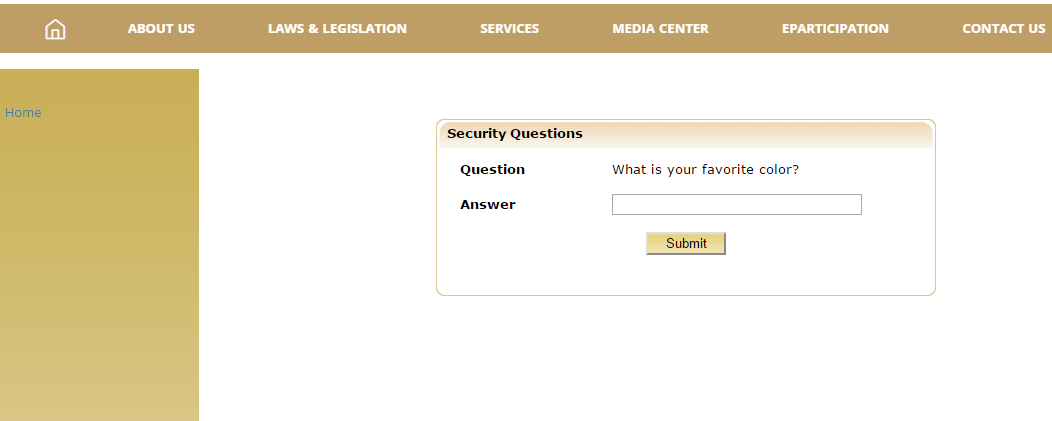 ABOUT US LAWS & LEGISLATION SERVICES MEDIA CENTER EPARTICIPATION CONTACT US
Home
Security Questions
Question What is your favorite color?
Answer
Submit